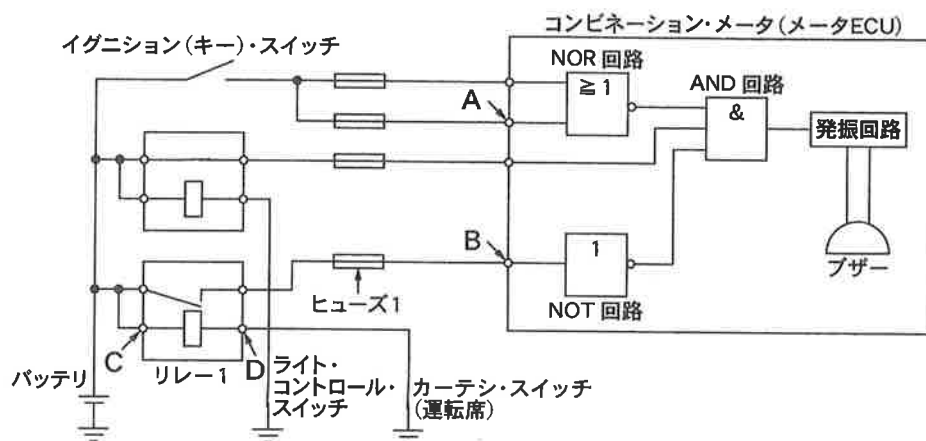 コンビネーション・メータ(メータECU)
イグニション(キー)・スイッチ
NOR 回路
≧1
AND 回路
&
発振回路
A
B
1
NOT 回路
ブザー
ヒューズ1
C
D
リレー1
バッテリ
ライト・
コントロール・
スイッチ
カーテシ・スイッチ
(運転席)